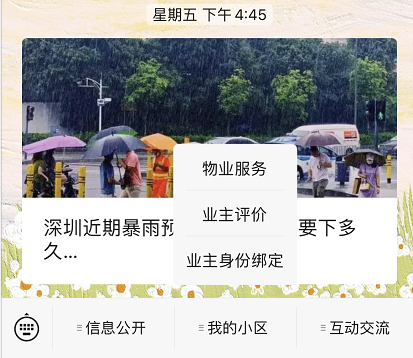 星期五 下午 4:45
深圳近期暴雨预
要下多
久...
物业服务
业主评价
业主身份绑定
信息公开
我的小区
互动交流